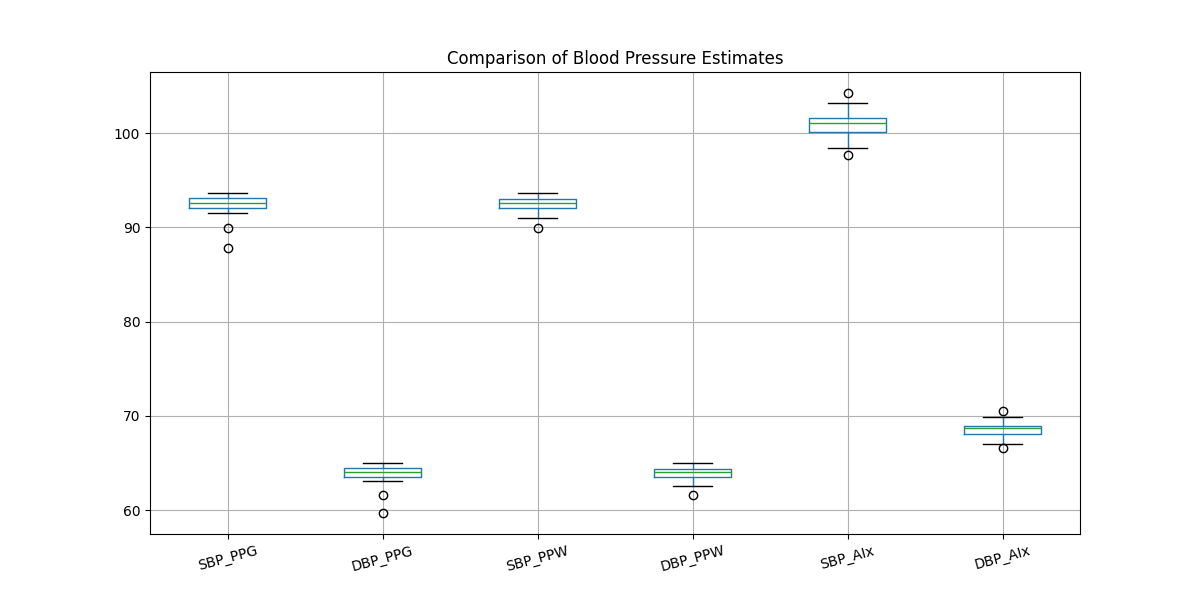 Comparison of Blood Pressure Estimates
100
90
80
70
60
SBP_PPG
DBP_PPG
SBP_PPW
DBP_PPW
SBP_AIx
DBP_AIx